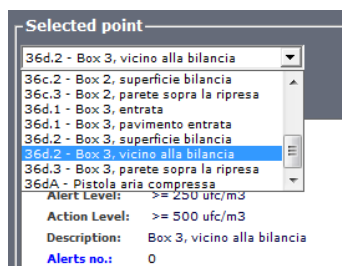 Selected point
36d.2 - Box 3, vicino alla bilancia
36c.2 - Box 2, superficie bilancia
36c.3 - Box 2, parete sopra la ripresa
36d.1 - Box 3, entrata
36d.1 - Box 3, pavimento entrata
36d.2 - Box 3, superficie bilancia
36d.2 - Box 3, vicino alla bilancia
36d.3 - Box 3, parete sopra la ripresa
36dA - Pistola aria compressa
Alert Level: >= 250 ufc/m3
Action Level: >= 500 ufc/m3
Description: Box 3, vicino alla bilancia
Alerts no.: 0